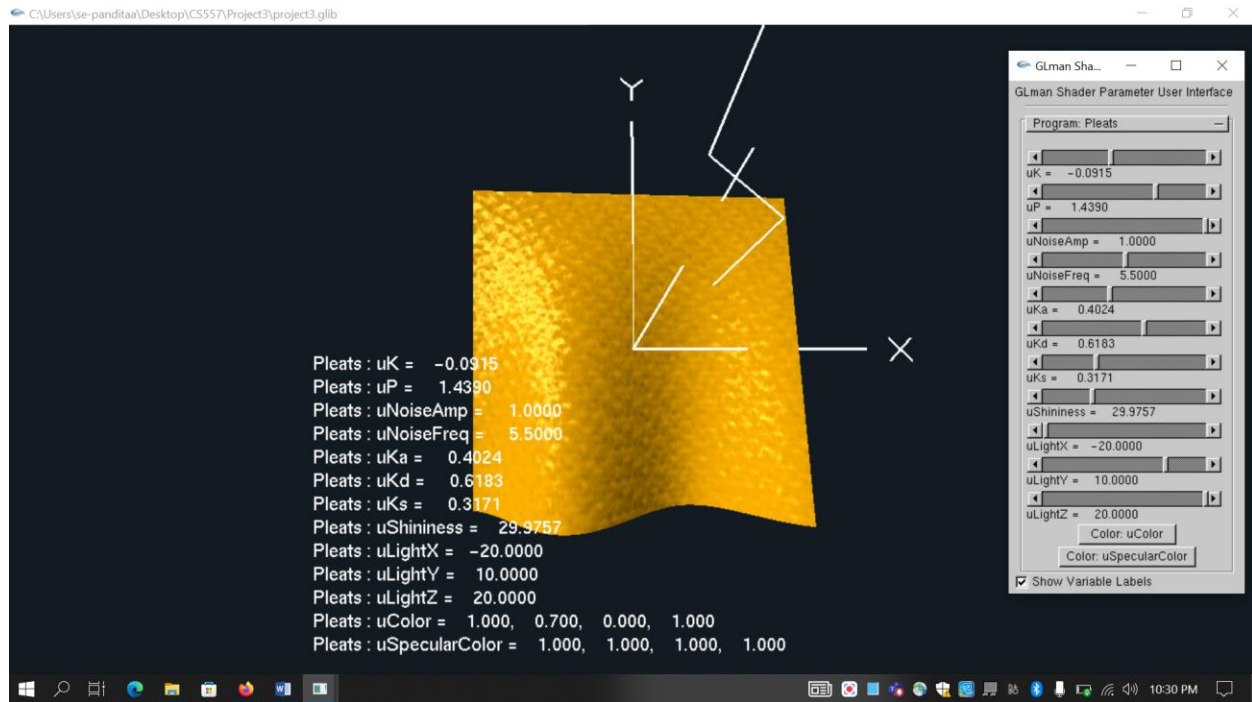 C:\Users\se-panditaa\Desktop\CS557\Project3\project3.glib
Y
X
Pleats : uK = -0.0915
Pleats : uP = 1.4390
Pleats : uNoiseAmp = 1.0000
Pleats : uNoiseFreq = 5.5000
Pleats : uKa = 0.4024
Pleats : uKd = 0.6183
Pleats : uKs = 0.3171
Pleats : uShininess = 29.9757
Pleats : uLightX = -20.0000
Pleats : uLightY = 10.0000
Pleats : uLightZ = 20.0000
Pleats : uColor = 1.000, 0.700, 0.000, 1.000
Pleats : uSpecularColor = 1.000, 1.000, 1.000, 1.000
GLman Sha...
GLman Shader Parameter User Interface
Program: Pleats
uK = -0.0915
uP = 1.4390
uNoiseAmp = 1.0000
uNoiseFreq = 5.5000
uKa = 0.4024
uKd = 0.6183
uKs = 0.3171
uShininess = 29.9757
uLightX = -20.0000
uLightY = 10.0000
uLightZ = 20.0000
Color: uColor
Color: uSpecularColor
Show Variable Labels
10:30 PM